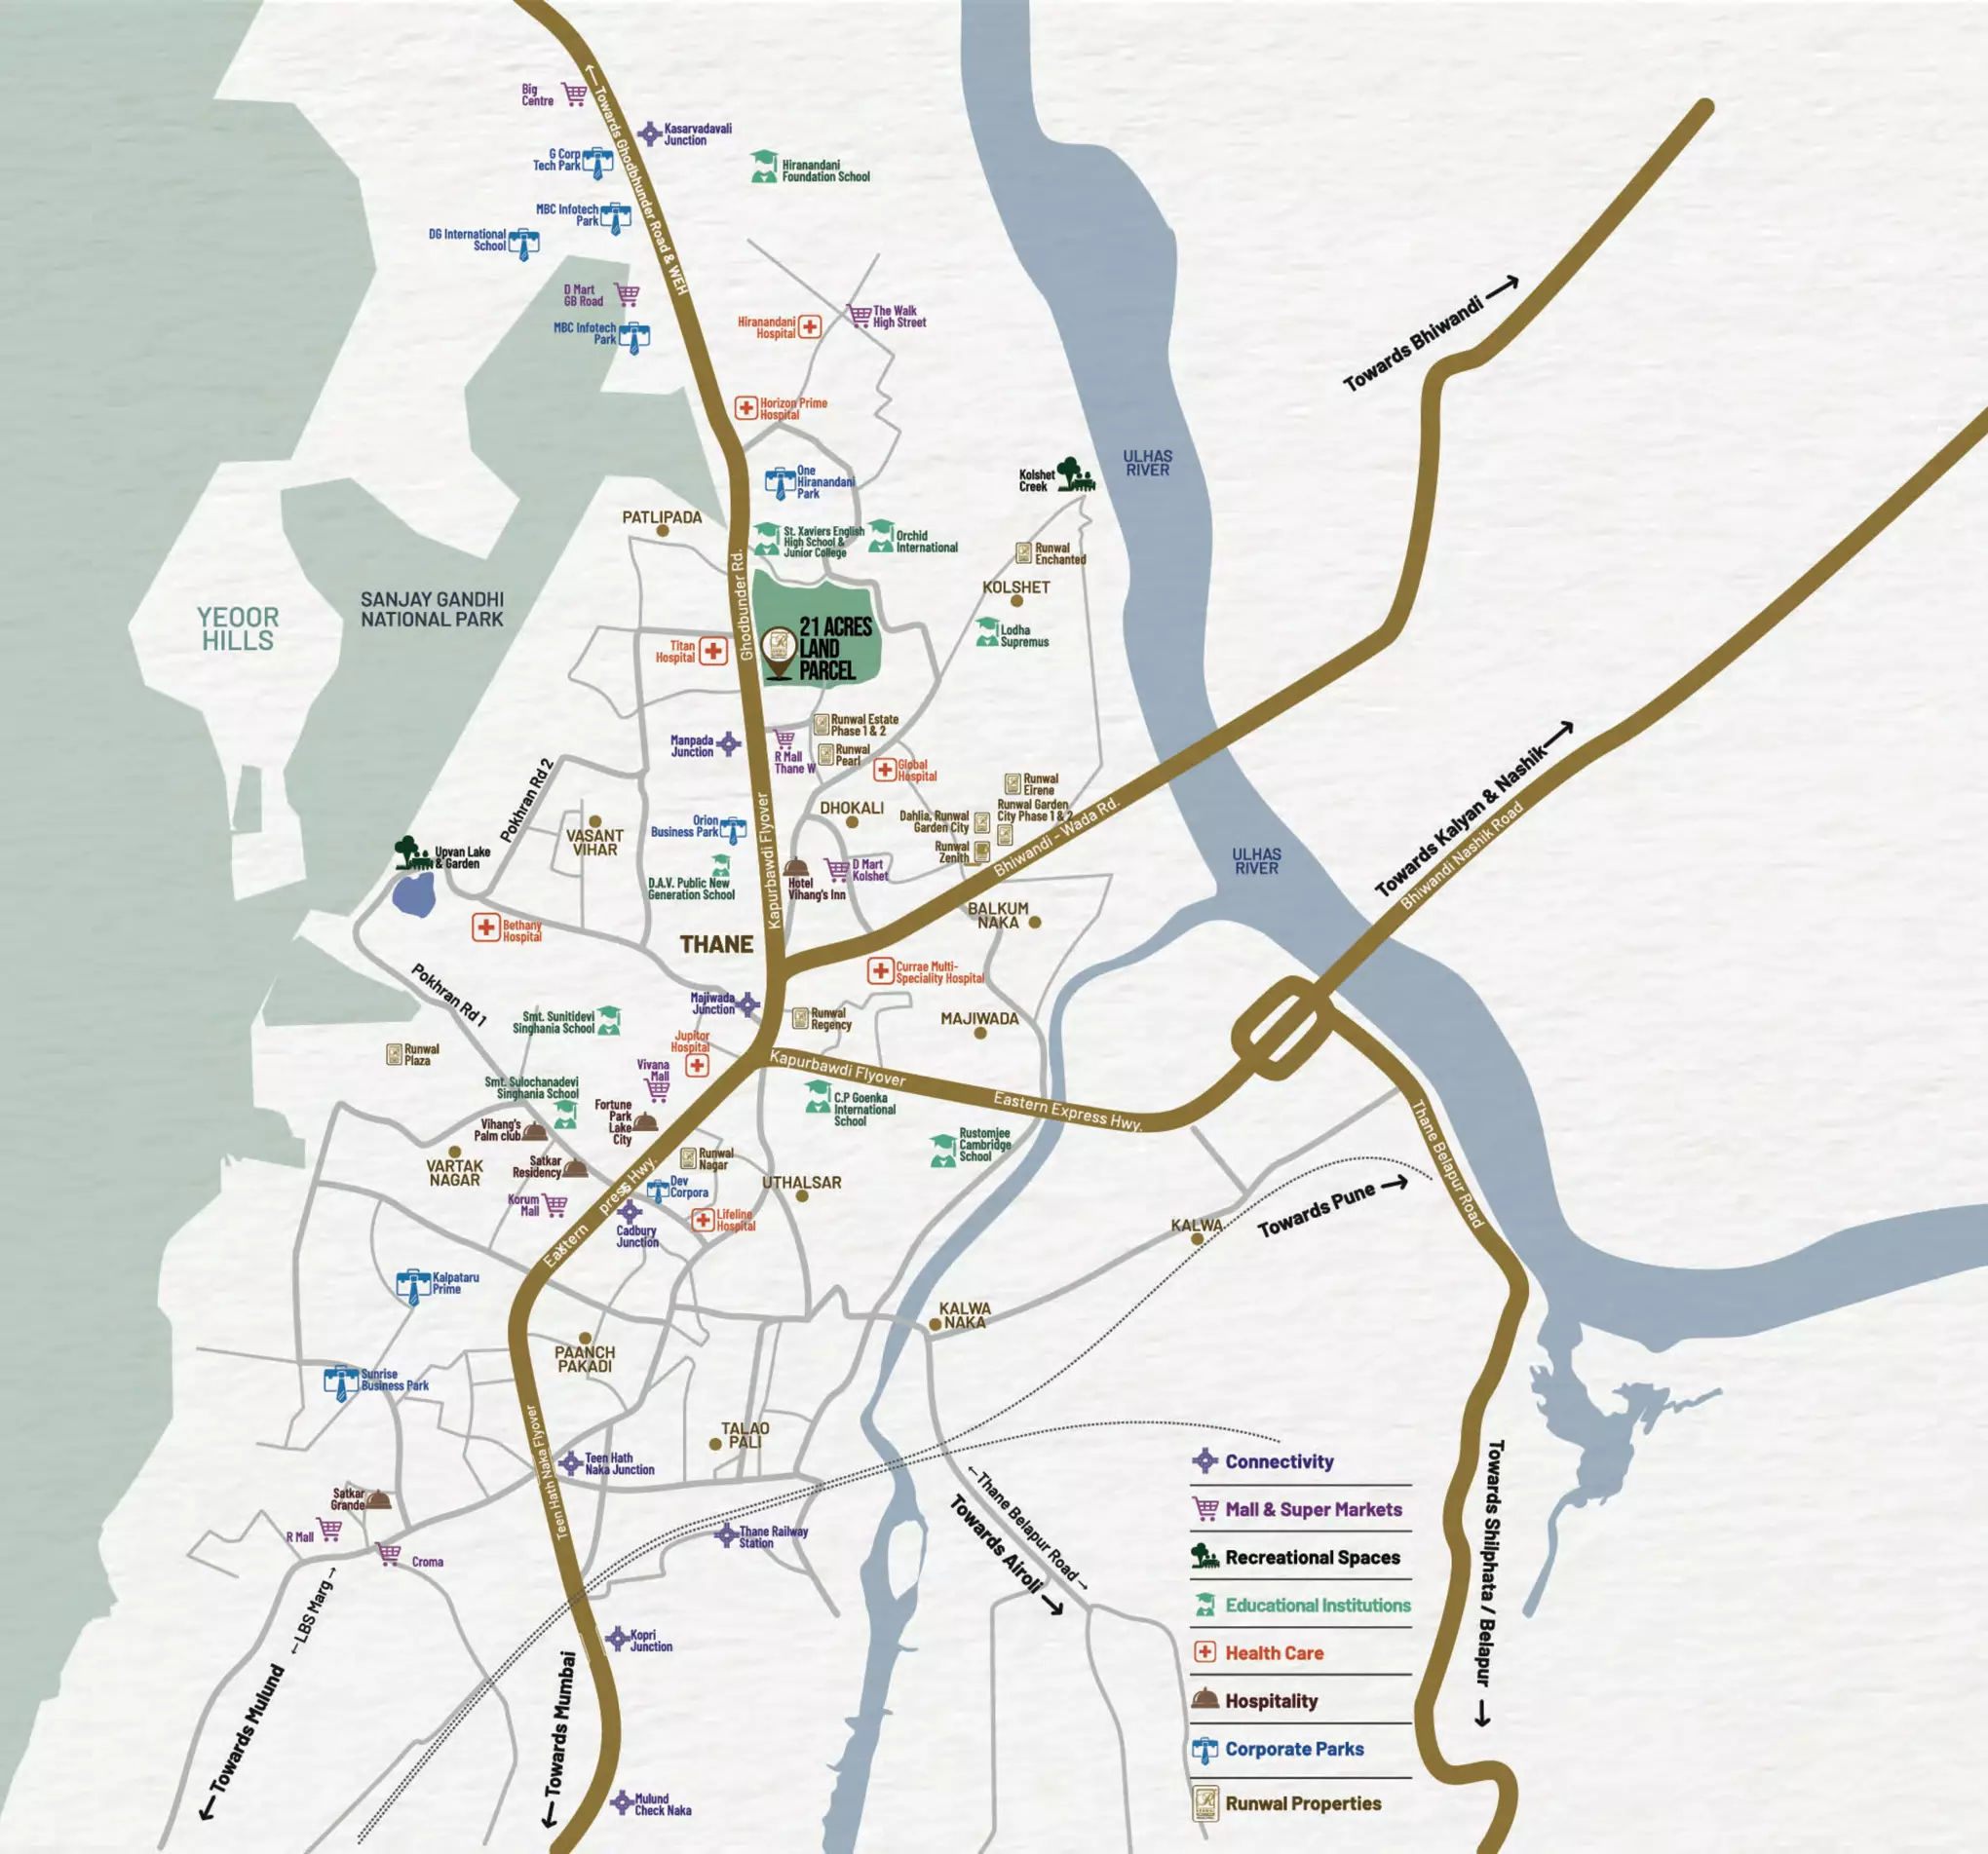 Big
Centre
← Towards Ghodbhunder Road & WEH
Kasarvadavali
Junction
G Corp
Tech Park
Hiranandani
Foundation School
MBC Infotech
Park
DG International
School
D Mart
GB Road
MBC Infotech
Park
Hiranandani
Hospital
The Walk
High Street
Towards Bhiwandi →
Horizon Prime
Hospital
One
Hiranandani
Park
Kolshet
Creek
ULHAS
RIVER
PATLIPADA
St. Xaviers English
High School &
Junior College
Orchid
International
Runwal
Enchanted
KOLSHET
Ghodbunder Rd.
YEOOR
HILLS
SANJAY GANDHI
NATIONAL PARK
21 ACRES
LAND
PARCEL
Lodha
Supremus
Titan
Hospital
Runwal Estate
Phase 1 & 2
Manpada
Junction
R Mall
Thane W
Runwal
Pearl
Global
Hospital
Towards Kalyan & Nashik →
Bhiwandi Nashik Road
Pokhran Rd 2
Runwal
Eirene
DHOKALI
Runwal Garden
City Phase 1 & 2
Dahlia, Runwal
Garden City
Runwal
Zenith
Bhiwandi - Wada Rd.
Orion
Business Park
VASANT
VIHAR
Kapurbawdi Flyover
Upvan Lake
& Garden
D.A.V. Public New
Generation School
Hotel
Vihang's Inn
D Mart
Kolshet
ULHAS
RIVER
Bethany
Hospital
BALKUM
NAKA
THANE
Currae Multi-
Speciality Hospital
Pokhran Rd 1
Majiwada
Junction
Smt. Sunitidevi
Singhania School
Runwal
Regency
MAJIWADA
Runwal
Plaza
Jupitor
Hospital
Vivana
Mall
Kapurbawdi Flyover
Eastern Express Hwy.
Smt. Sulochanadevi
Singhania School
Fortune
Park
Lake
City
C.P Goenka
International
School
Vihang's
Palm club
Rustomjee
Cambridge
School
Thane Belapur Road
VARTAK
NAGAR
Satkar
Residency
Runwal
Nagar
Dev
Corpora
UTHALSAR
Towards Pune →
Korum
Mall
Eastern
press Hwy.
Cadbury
Junction
Lifeline
Hospital
KALWA
Kalpataru
Prime
KALWA
NAKA
PAANCH
PAKADI
Sunrise
Business Park
Teen Hath Naka Flyover
TALAO
PALI
Teen Hath
Naka Junction
Satkar
Grande
R Mall
Croma
Thane Railway
Station
← Thane Belapur Road →
Towards Airoli →
Towards Shilphata / Belapur →
← LBS Marg →
← Towards Mulund
← Towards Mumbai
Kopri
Junction
Mulund
Check Naka
Connectivity
Mall & Super Markets
Recreational Spaces
Educational Institutions
Health Care
Hospitality
Corporate Parks
Runwal Properties